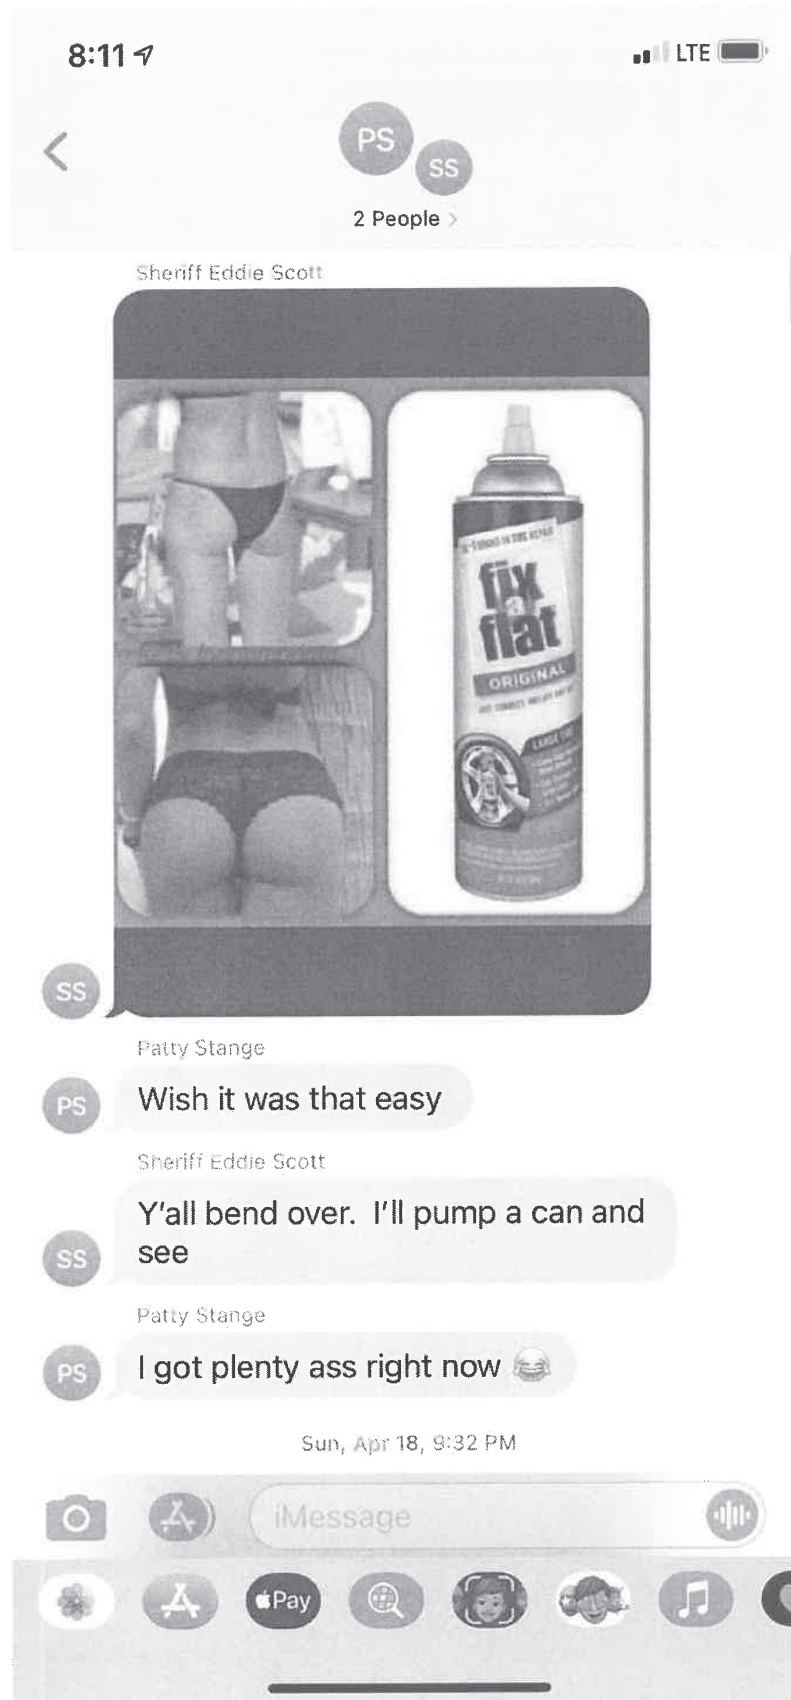 8:11
LTE
PS
SS
2 People
Sheriff Eddie Scott
fix
a
flat
ORIGINAL
SS
Patty Stange
PS
Wish it was that easy
Sheriff Eddie Scott
Y'all bend over.  I'll pump a can and
see
SS
Patty Stange
PS
I got plenty ass right now 😂
Sun, Apr 18, 9:32 PM
iMessage
Pay